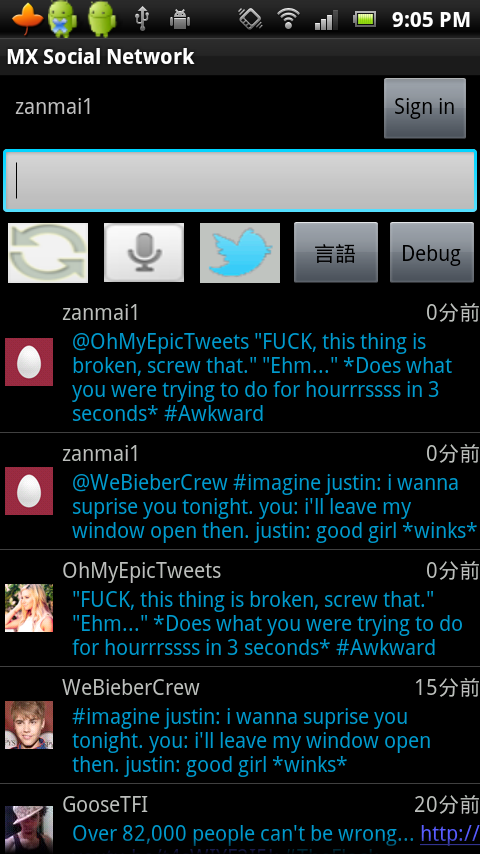 9:05 PM
MX Social Network
zanmai1
Sign in
言語
Debug
zanmai1
0分前
@OhMyEpicTweets "FUCK, this thing is
broken, screw that." "Ehm..." *Does what
you were trying to do for hourrrssss in 3
seconds* #Awkward
zanmai1
0分前
@WeBieberCrew #imagine justin: i wanna
suprise you tonight. you: i'll leave my
window open then. justin: good girl *winks*
OhMyEpicTweets
0分前
"FUCK, this thing is broken, screw that."
"Ehm..." *Does what you were trying to do
for hourrrssss in 3 seconds* #Awkward
WeBieberCrew
15分前
#imagine justin: i wanna suprise you
tonight. you: i'll leave my window open
then. justin: good girl *winks*
GooseTFI
20分前
Over 82,000 people can't be wrong... http://